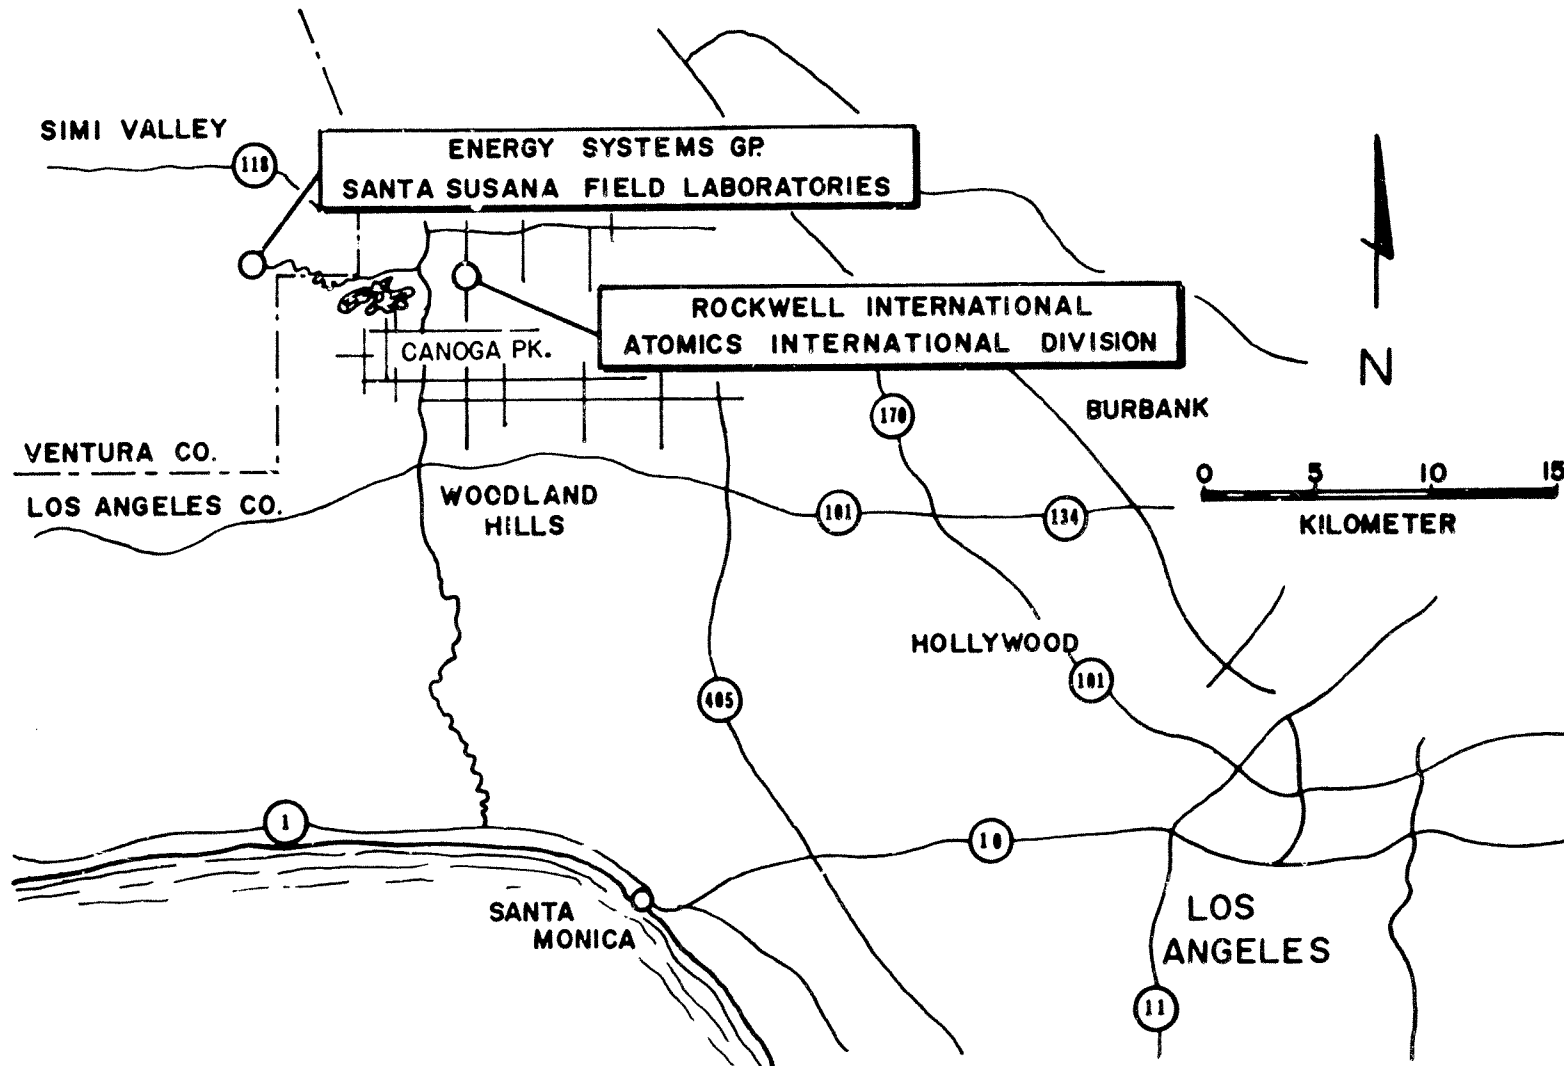 SIMI VALLEY
118
ENERGY SYSTEMS GP.
SANTA SUSANA FIELD LABORATORIES
ROCKWELL INTERNATIONAL
ATOMICS INTERNATIONAL DIVISION
CANOGA PK.
N
170
BURBANK
VENTURA CO.
LOS ANGELES CO.
WOODLAND
HILLS
101
134
0 5 10 15
KILOMETER
HOLLYWOOD
101
405
1
10
SANTA
MONICA
LOS
ANGELES
11